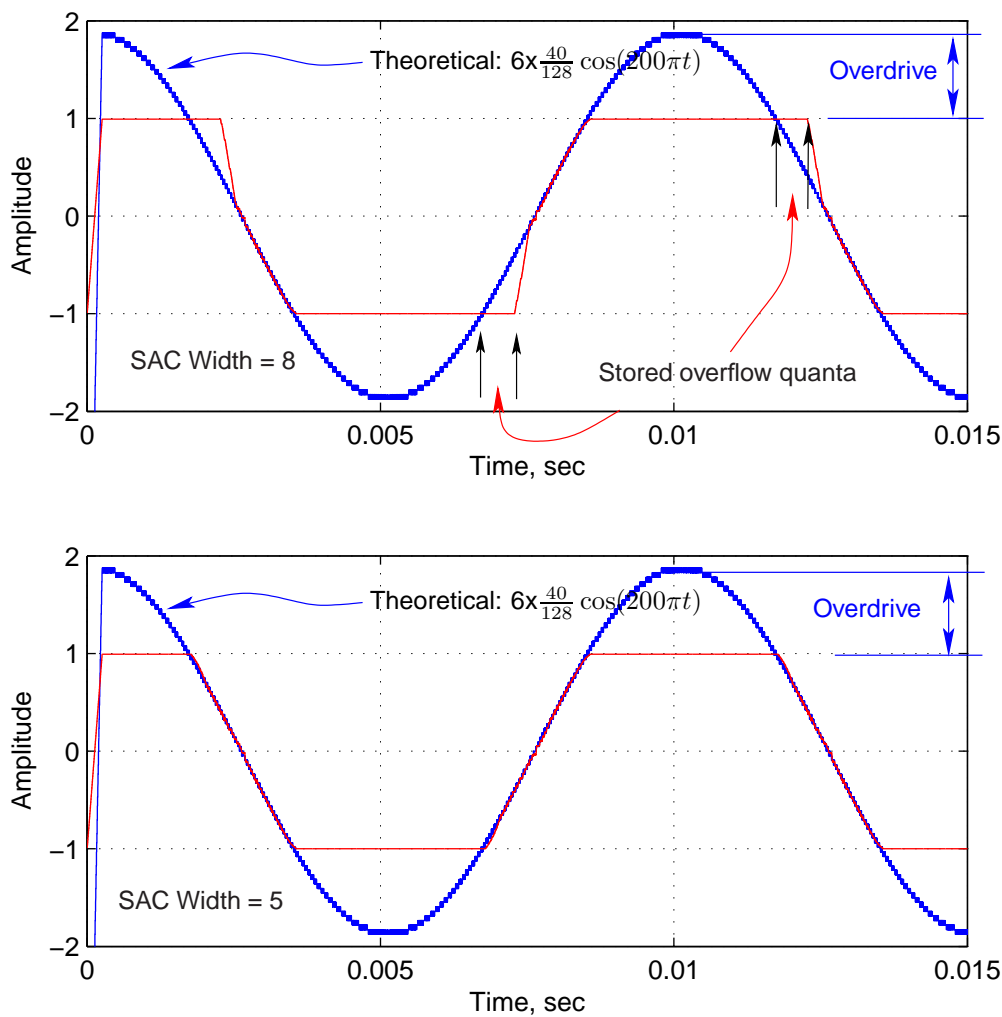 2
Theoretical: 6x40/128 cos(200πt)
Overdrive
1
Amplitude
0
−1
SAC Width = 8
Stored overflow quanta
−2
0 0.005 0.01 0.015
Time, sec
2
Theoretical: 6x40/128 cos(200πt)
Overdrive
1
Amplitude
0
−1
SAC Width = 5
−2
0 0.005 0.01 0.015
Time, sec